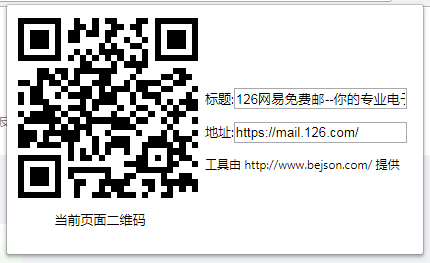 标题:126网易免费邮--你的专业电子
地址:https://mail.126.com/
工具由 http://www.bejson.com/ 提供
当前页面二维码